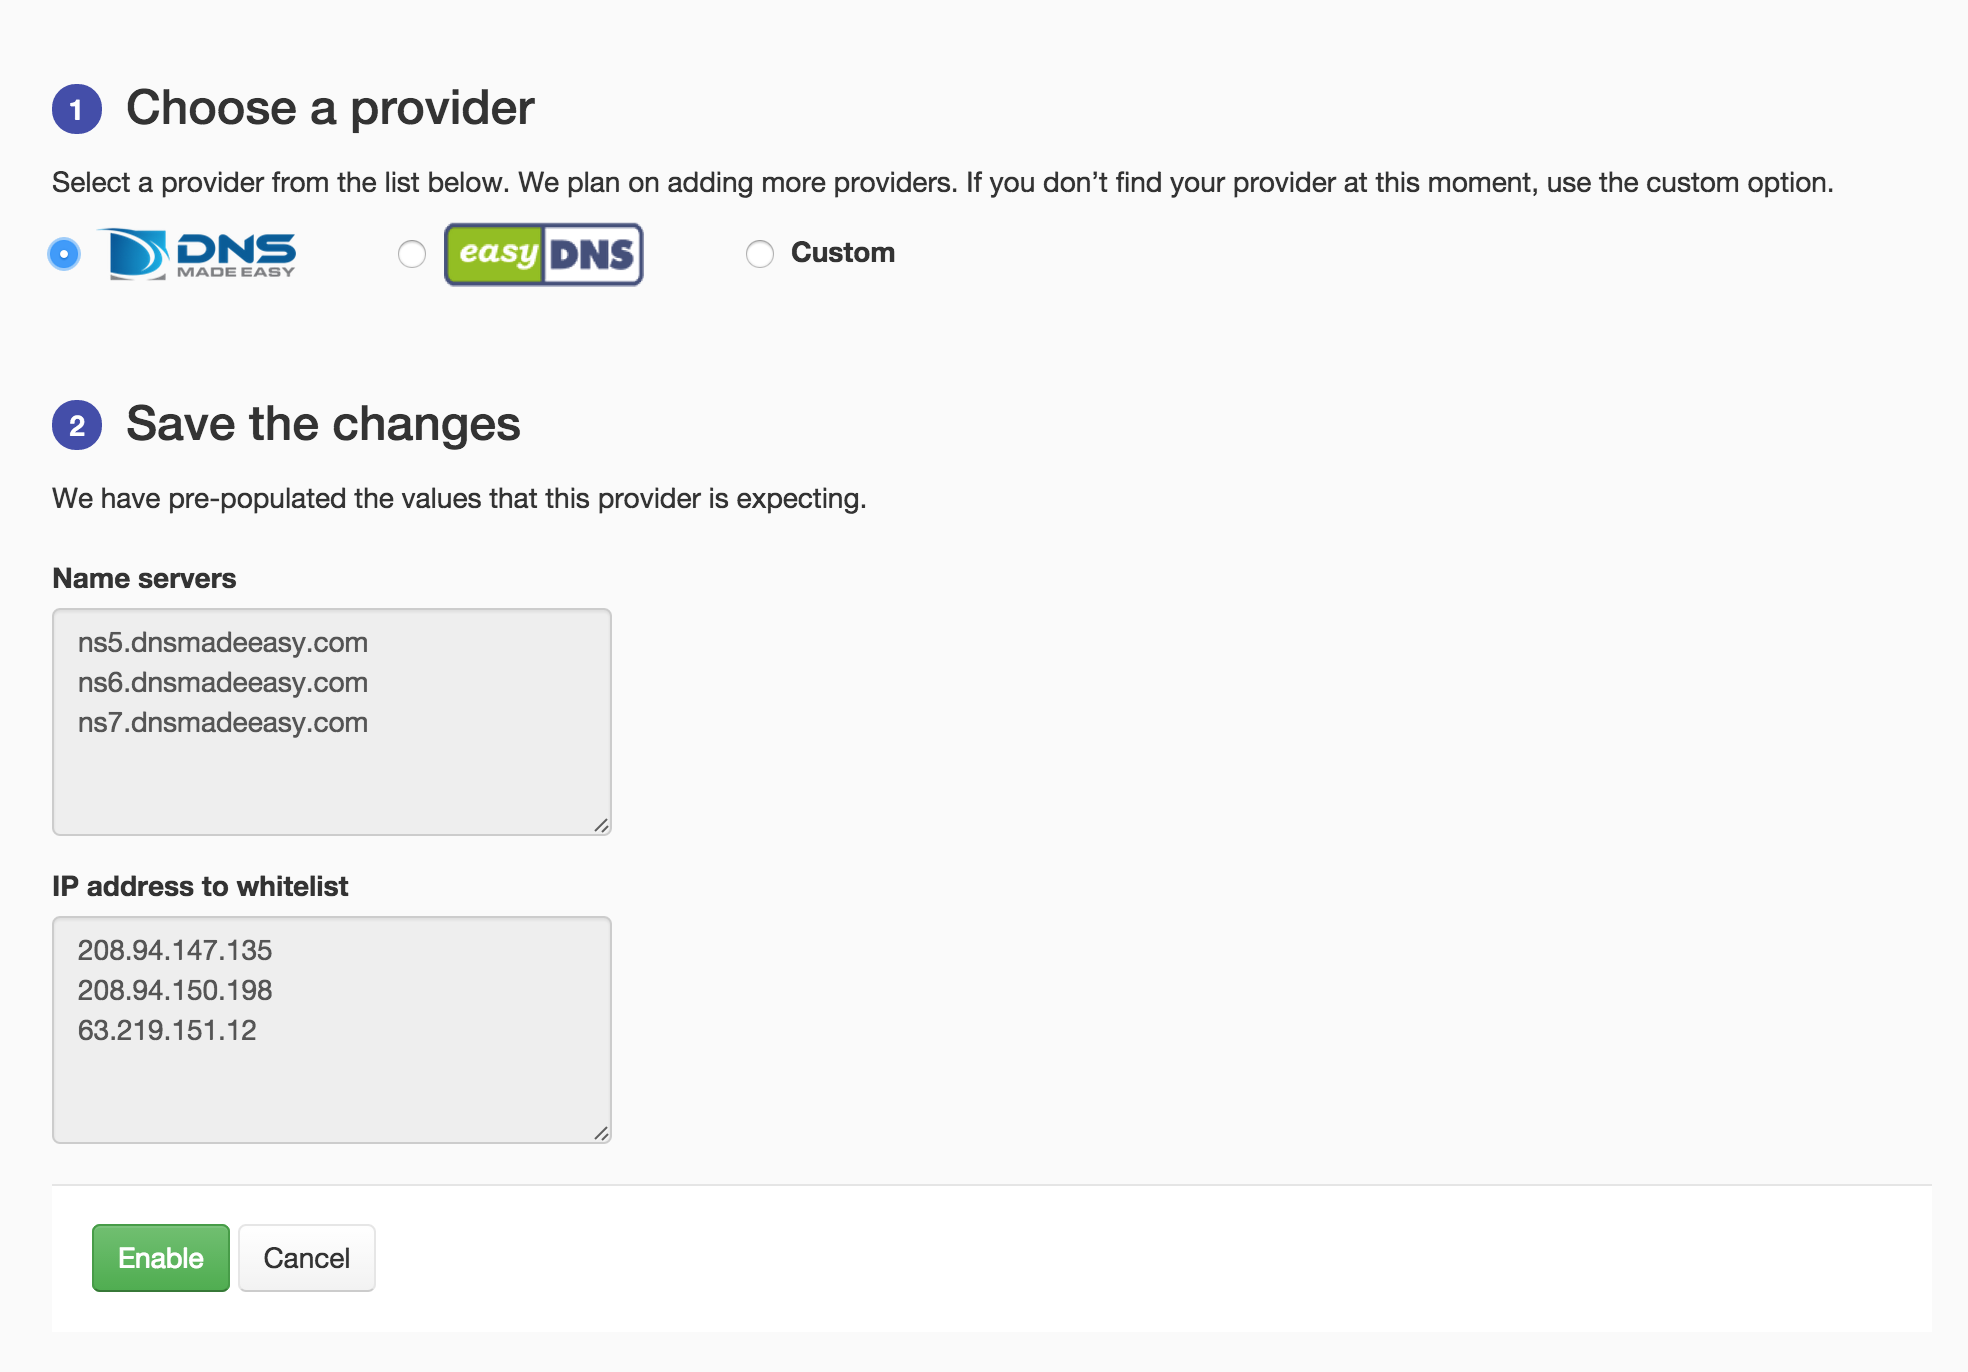 1 Choose a provider
Select a provider from the list below. We plan on adding more providers. If you don’t find your provider at this moment, use the custom option.
DNS MADE EASY easyDNS Custom
2 Save the changes
We have pre-populated the values that this provider is expecting.
Name servers
ns5.dnsmadeeasy.com
ns6.dnsmadeeasy.com
ns7.dnsmadeeasy.com
IP address to whitelist
208.94.147.135
208.94.150.198
63.219.151.12
Enable Cancel